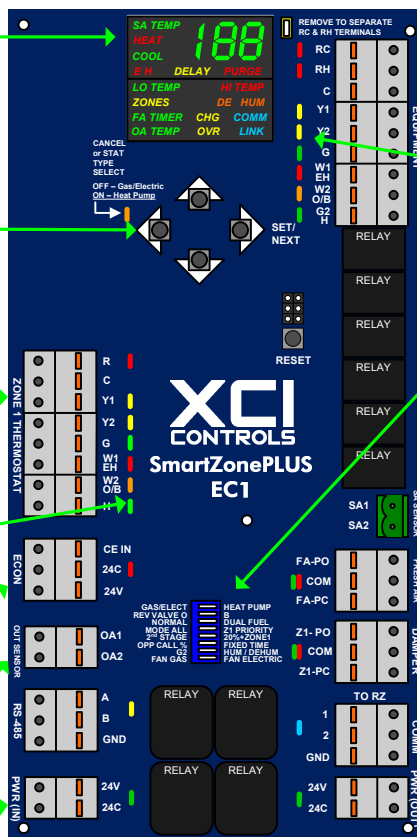 SA TEMP
HEAT
COOL
188
E H DELAY PURGE
LO TEMP HI TEMP
ZONES DE HUM
FA TIMER CHG COMM
OA TEMP OVR LINK
REMOVE TO SEPARATE
RC & RH TERMINALS
RC
RH
C
Y1
Y2
G
W1
EH
W2
O/B
G2
H
EQUIPMENT
CANCEL
or STAT
TYPE
SELECT
OFF – Gas/Electric
ON – Heat Pump
SET/
NEXT
RESET
RELAY
RELAY
RELAY
RELAY
RELAY
RELAY
ZONE 1 THERMOSTAT
R
C
Y1
Y2
G
W1
EH
W2
O/B
H
XCI
CONTROLS
SmartZonePLUS
EC1
SA1
SA2
SA SENSOR
ECON
CE IN
24C
24V
OUT SENSOR
OA1
OA2
RS-485
A
B
GND
PWR (IN)
24V
24C
GAS/ELECT HEAT PUMP
REV VALVE O B
NORMAL DUAL FUEL
MODE ALL Z1 PRIORITY
2ND STAGE 20%+ZONE1
OPP CALL % FIXED TIME
G2 HUM / DEHUM
FAN GAS FAN ELECTRIC
RELAY
RELAY
RELAY
RELAY
FA-PO
COM
FA-PC
FRESH AIR
Z1- PO
COM
Z1-PC
DAMPER
TO RZ
1
2
GND
COMM
24V
24C
PWR (OUT)